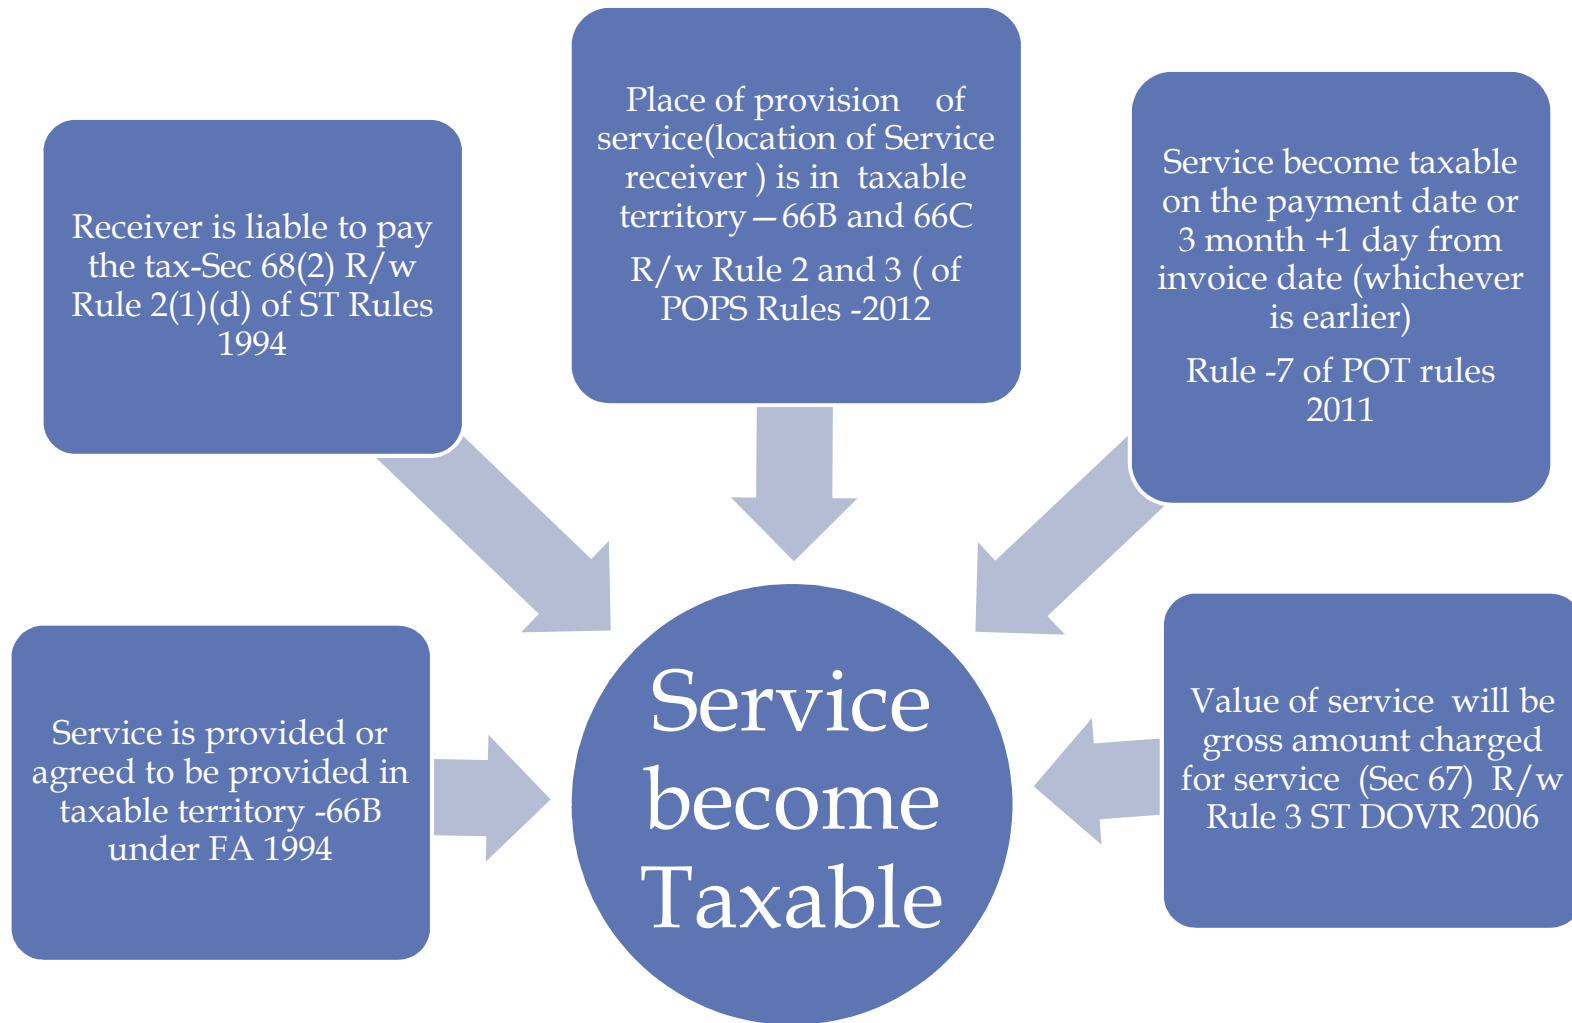 Receiver is liable to pay
the tax-Sec 68(2) R/w
Rule 2(1)(d) of ST Rules
1994
Place of provision of
service(location of Service
receiver ) is in taxable
territory – 66B and 66C
R/w Rule 2 and 3 ( of
POPS Rules -2012
Service become taxable
on the payment date or
3 month +1 day from
invoice date (whichever
is earlier)
Rule -7 of POT rules
2011
Service is provided or
agreed to be provided in
taxable territory -66B
under FA 1994
Service
become
Taxable
Value of service will be
gross amount charged
for service (Sec 67) R/w
Rule 3 ST DOVR 2006